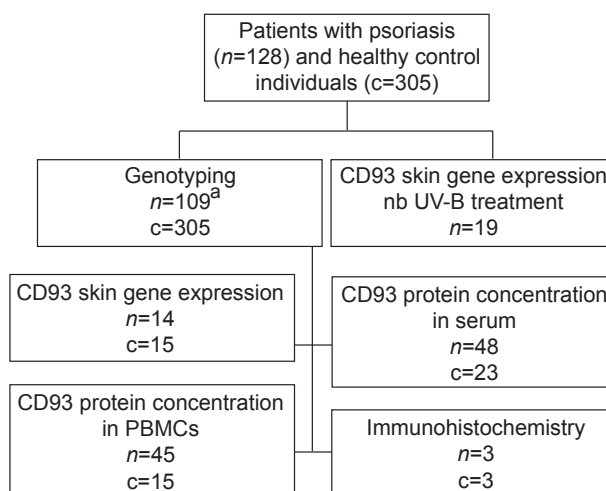 Patients with psoriasis
(n=128) and healthy control
individuals (c=305)
Genotyping
n=109a
c=305
CD93 skin gene expression
nb UV-B treatment
n=19
CD93 skin gene expression
n=14
c=15
CD93 protein concentration
in serum
n=48
c=23
CD93 protein concentration
in PBMCs
n=45
c=15
Immunohistochemistry
n=3
c=3